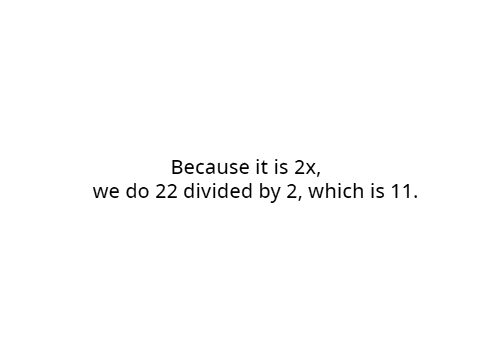 Because it is 2x,
we do 22 divided by 2, which is 11.